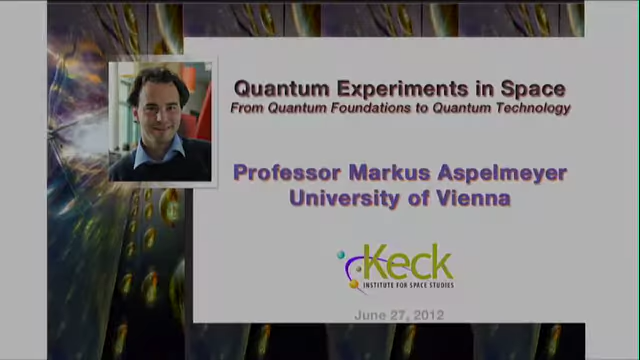 Quantum Experiments in Space
From Quantum Foundations to Quantum Technology
Professor Markus Aspelmeyer
University of Vienna
Keck
INSTITUTE FOR SPACE STUDIES
June 27, 2012